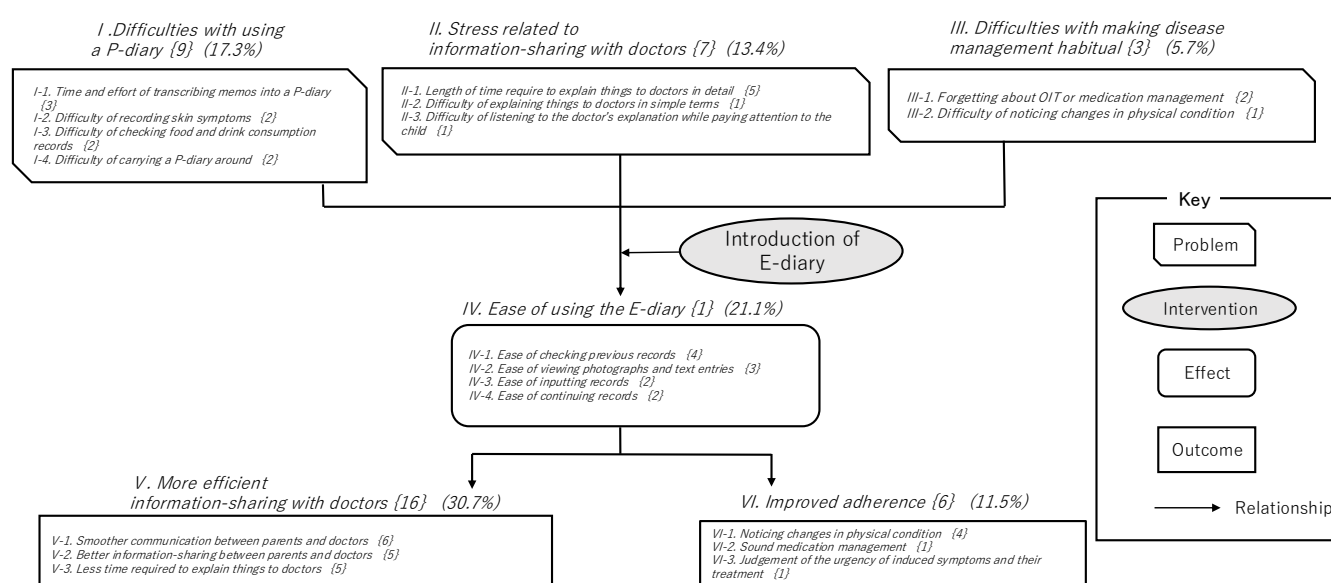 I .Difficulties with using
a P-diary {9} (17.3%)
I-1. Time and effort of transcribing memos into a P-diary
{3}
I-2. Difficulty of recording skin symptoms {2}
I-3. Difficulty of checking food and drink consumption
records {2}
I-4. Difficulty of carrying a P-diary around {2}
II. Stress related to
information-sharing with doctors {7} (13.4%)
II-1. Length of time require to explain things to doctors in detail {5}
II-2. Difficulty of explaining things to doctors in simple terms {1}
II-3. Difficulty of listening to the doctor's explanation while paying attention to the
child {1}
III. Difficulties with making disease
management habitual {3} (5.7%)
III-1. Forgetting about OIT or medication management {2}
III-2. Difficulty of noticing changes in physical condition {1}
Introduction of
E-diary
IV. Ease of using the E-diary {1} (21.1%)
IV-1. Ease of checking previous records {4}
IV-2. Ease of viewing photographs and text entries {3}
IV-3. Ease of inputting records {2}
IV-4. Ease of continuing records {2}
V. More efficient
information-sharing with doctors {16} (30.7%)
V-1. Smoother communication between parents and doctors {6}
V-2. Better information-sharing between parents and doctors {5}
V-3. Less time required to explain things to doctors {5}
VI. Improved adherence {6} (11.5%)
VI-1. Noticing changes in physical condition {4}
VI-2. Sound medication management {1}
VI-3. Judgement of the urgency of induced symptoms and their
treatment {1}
Key
Problem
Intervention
Effect
Outcome
Relationship